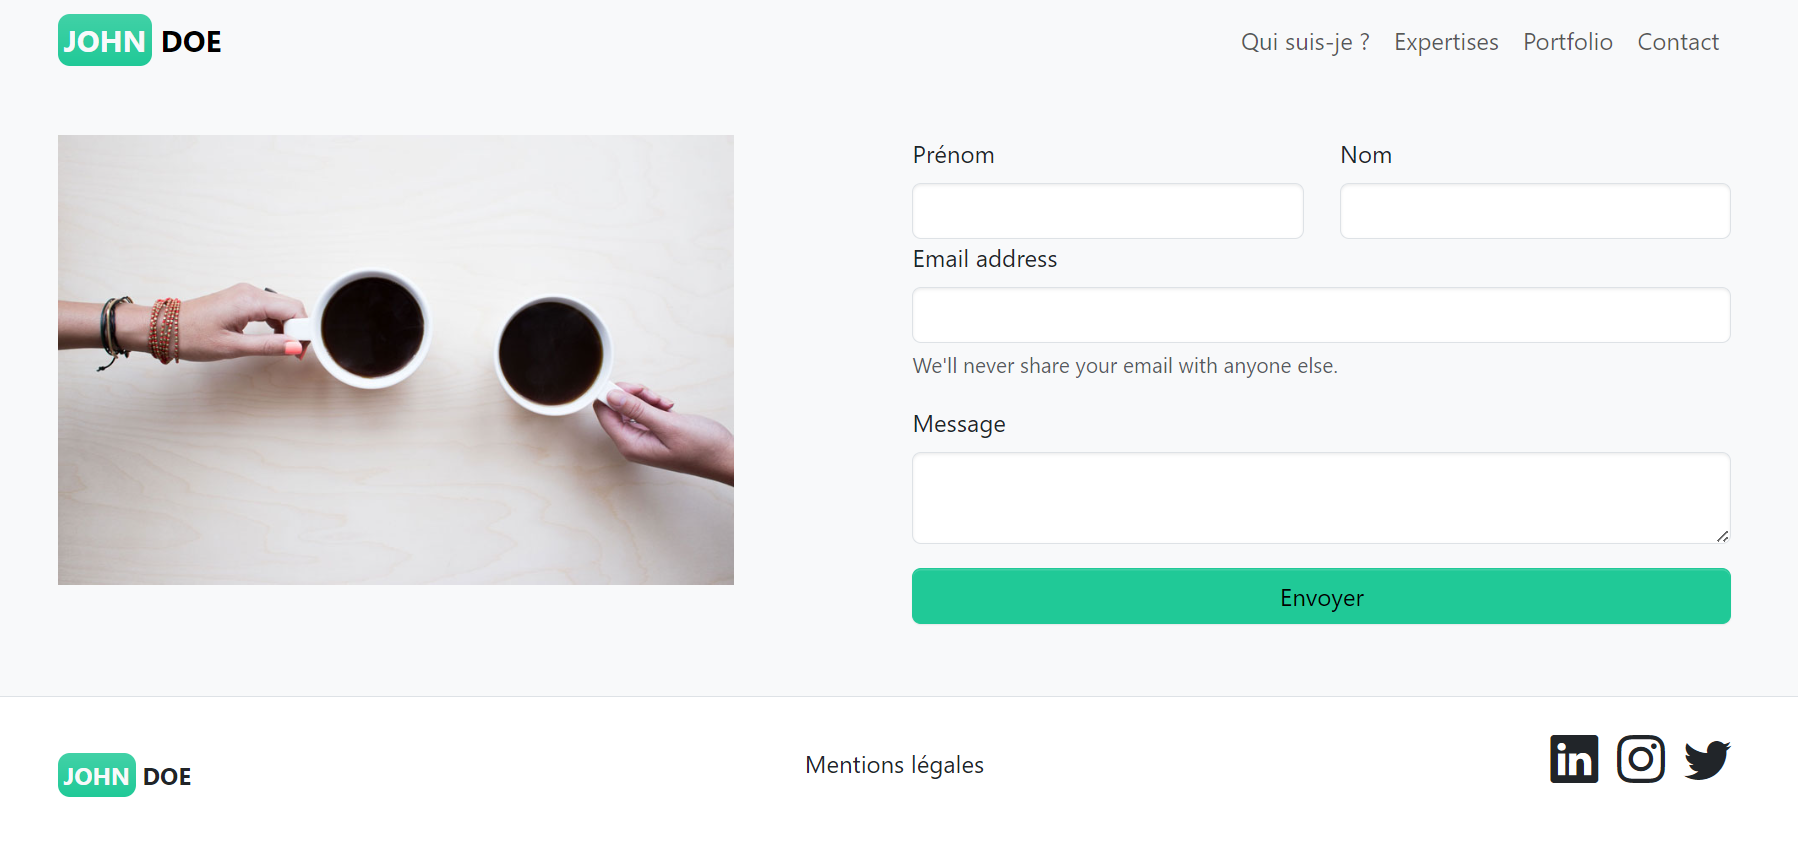 JOHN DOE
Qui suis-je ? Expertises Portfolio Contact
Prénom Nom
Email address
We'll never share your email with anyone else.
Message
Envoyer
JOHN DOE
Mentions légales